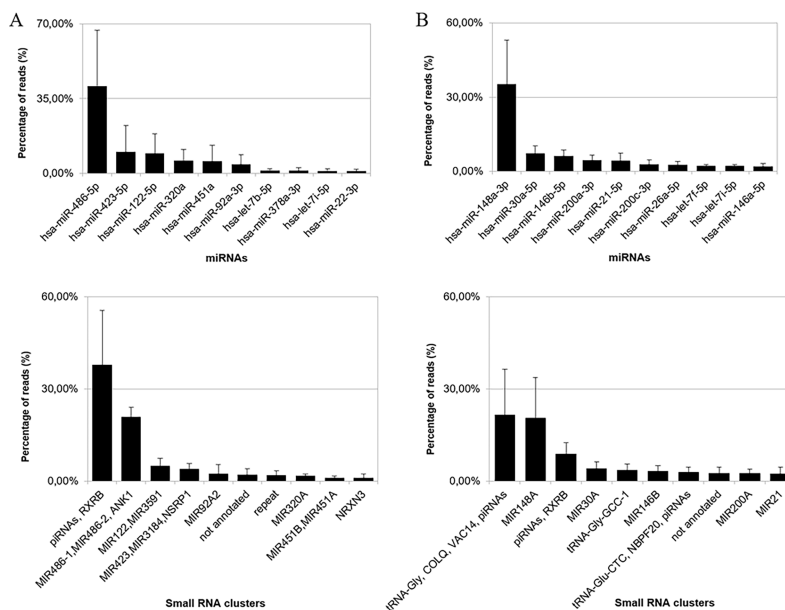 A
Percentage of reads (%)
70,00%
35,00%
0,00%
hsa-miR-486-5p
hsa-miR-423-5p
hsa-miR-122-5p
hsa-miR-320a
hsa-miR-451a
hsa-miR-92a-3p
hsa-let-7b-5p
hsa-miR-378a-3p
hsa-let-7i-5p
hsa-miR-22-3p
miRNAs
B
Percentage of reads (%)
60,00%
30,00%
0,00%
hsa-miR-148a-3p
hsa-miR-30a-5p
hsa-miR-146b-5p
hsa-miR-200a-3p
hsa-miR-21-5p
hsa-miR-200c-3p
hsa-miR-26a-5p
hsa-let-7f-5p
hsa-let-7i-5p
hsa-miR-146a-5p
miRNAs
Percentage of reads (%)
60,00%
30,00%
0,00%
piRNAs, RXRB
MIR486-1,MIR486-2, ANK1
MIR122,MIR3591
MIR423,MIR3184,NSRP1
MIR92A2
not annotated
repeat
MIR320A
MIR451B,MIR451A
NRXN3
Small RNA clusters
Percentage of reads (%)
60,00%
30,00%
0,00%
tRNA-Gly, COLQ, VAC14, piRNAs
MIR148A
piRNAs, RXRB
MIR30A
tRNA-Gly-GCC-1
MIR146B
tRNA-Glu-CTC, NBPF20, piRNAs
not annotated
MIR200A
MIR21
Small RNA clusters